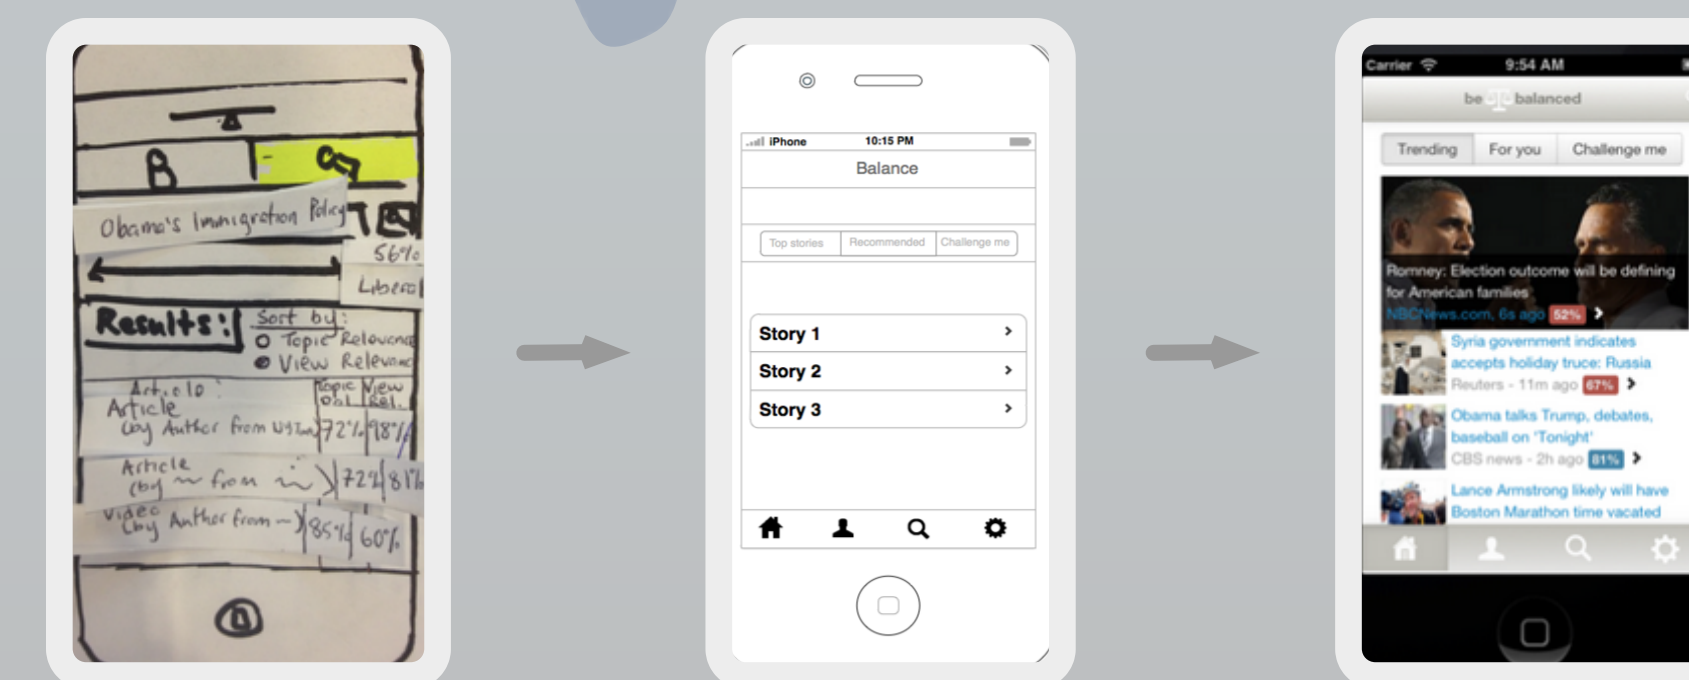 B
Obama's Immigration Policy
56%
Liberal
Results:
Sort by:
Topic Relevance
View Relevance
Article
Topic
View
Rel.
Article
(by Author from NYTimes)
72%
98%
Article
(by ~ from ~)
72%
81%
Video
(by Author from ~)
85%
60%
iPhone
10:15 PM
Balance
Top stories
Recommended
Challenge me
Story 1
Story 2
Story 3
Carrier
9:54 AM
be balanced
Trending
For you
Challenge me
Romney: Election outcome will be defining
for American families
NBCNews.com, 6s ago 52%
Syria government indicates
accepts holiday truce: Russia
Reuters - 11m ago 67%
Obama talks Trump, debates,
baseball on 'Tonight'
CBS news - 2h ago 81%
Lance Armstrong likely will have
Boston Marathon time vacated